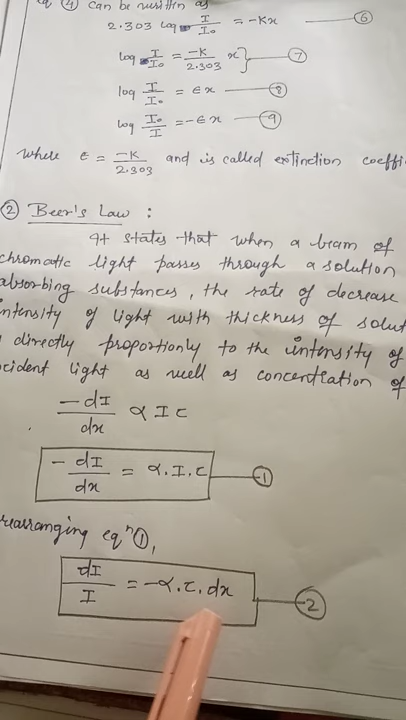 eq (4) can be written as
2.303 log I/I₀ = -Kx —— (6)
log I/I₀ = -K/2.303 x} —— (7)
log I/I₀ = ϵx —— (8)
log I₀/I = -ϵx —— (9)
where ϵ = -K/2.303 and is called extinction coeffi
(2) Beer's Law :
It states that when a beam of
chromatic light passes through a solution
absorbing substances, the rate of decrease
intensity of light with thickness of solut
directly proportionly to the intensity of
cident light as well as concentration of
-dI/dx ∝ I c
-dI/dx = ∝.I.c —— (1)
rearranging eqⁿ (1),
dI/I = -∝.c.dx —— (2)